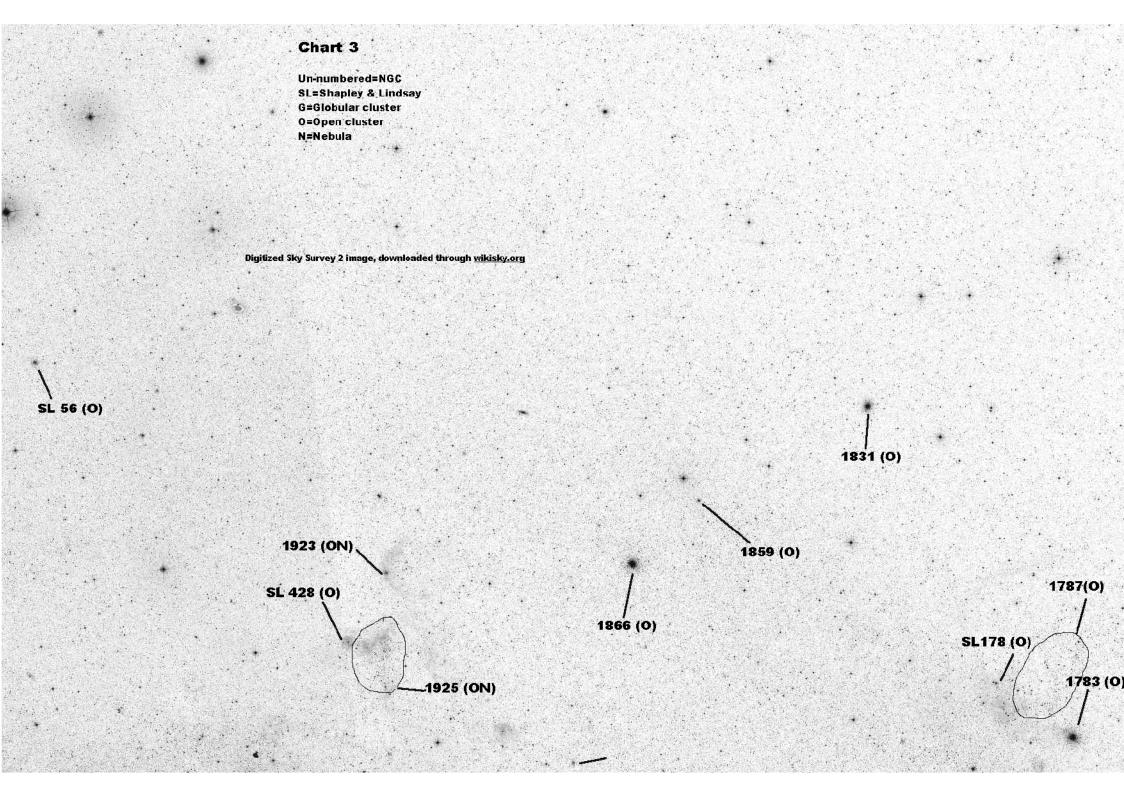 Chart 3
Un-numbered=NGC
SL=Shapley & Lindsay
G=Globular cluster
O=Open cluster
N=Nebula
Digitized Sky Survey 2 image, downloaded through wikisky.org
SL 56 (O)
1831 (O)
1923 (ON)
1859 (O)
SL 428 (O)
1787(O)
1866 (O)
SL178 (O)
1783 (O)
1925 (ON)